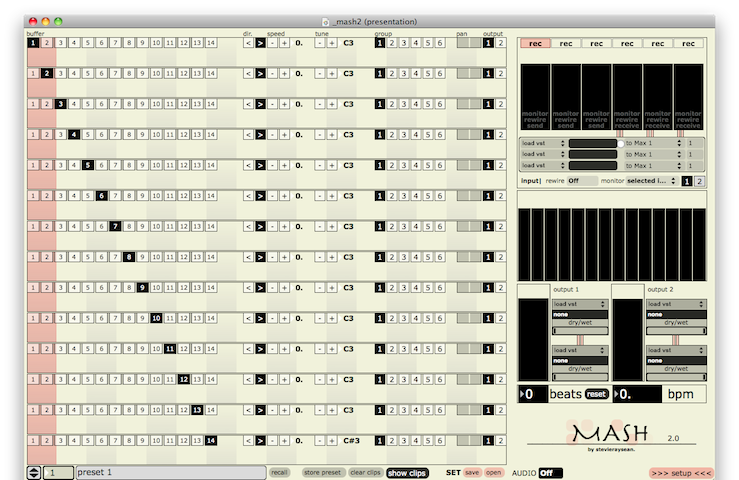 _mash2 (presentation)
buffer dir. speed tune group pan output
1 2 3 4 5 6 7 8 9 10 11 12 13 14 < > - + 0. - + C3 1 2 3 4 5 6 1 2
1 2 3 4 5 6 7 8 9 10 11 12 13 14 < > - + 0. - + C3 1 2 3 4 5 6 1 2
1 2 3 4 5 6 7 8 9 10 11 12 13 14 < > - + 0. - + C3 1 2 3 4 5 6 1 2
1 2 3 4 5 6 7 8 9 10 11 12 13 14 < > - + 0. - + C3 1 2 3 4 5 6 1 2
1 2 3 4 5 6 7 8 9 10 11 12 13 14 < > - + 0. - + C3 1 2 3 4 5 6 1 2
1 2 3 4 5 6 7 8 9 10 11 12 13 14 < > - + 0. - + C3 1 2 3 4 5 6 1 2
1 2 3 4 5 6 7 8 9 10 11 12 13 14 < > - + 0. - + C3 1 2 3 4 5 6 1 2
1 2 3 4 5 6 7 8 9 10 11 12 13 14 < > - + 0. - + C3 1 2 3 4 5 6 1 2
1 2 3 4 5 6 7 8 9 10 11 12 13 14 < > - + 0. - + C3 1 2 3 4 5 6 1 2
1 2 3 4 5 6 7 8 9 10 11 12 13 14 < > - + 0. - + C3 1 2 3 4 5 6 1 2
1 2 3 4 5 6 7 8 9 10 11 12 13 14 < > - + 0. - + C3 1 2 3 4 5 6 1 2
1 2 3 4 5 6 7 8 9 10 11 12 13 14 < > - + 0. - + C3 1 2 3 4 5 6 1 2
1 2 3 4 5 6 7 8 9 10 11 12 13 14 < > - + 0. - + C3 1 2 3 4 5 6 1 2
1 2 3 4 5 6 7 8 9 10 11 12 13 14 < > - + 0. - + C#3 1 2 3 4 5 6 1 2
1 preset 1 recall store preset clear clips show clips SET save open
rec rec rec rec rec rec
monitor monitor monitor monitor monitor monitor
rewire rewire rewire rewire rewire rewire
send send send receive receive receive
load vst to Max 1 1
load vst to Max 1 1
load vst to Max 1 1
input| rewire Off monitor selected i... 1 2
output 1 output 2
load vst load vst
none none
dry/wet dry/wet
load vst load vst
none none
dry/wet dry/wet
0 beats reset 0. bpm
MASH 2.0
by stevieraysean.
AUDIO Off >>> setup <<<